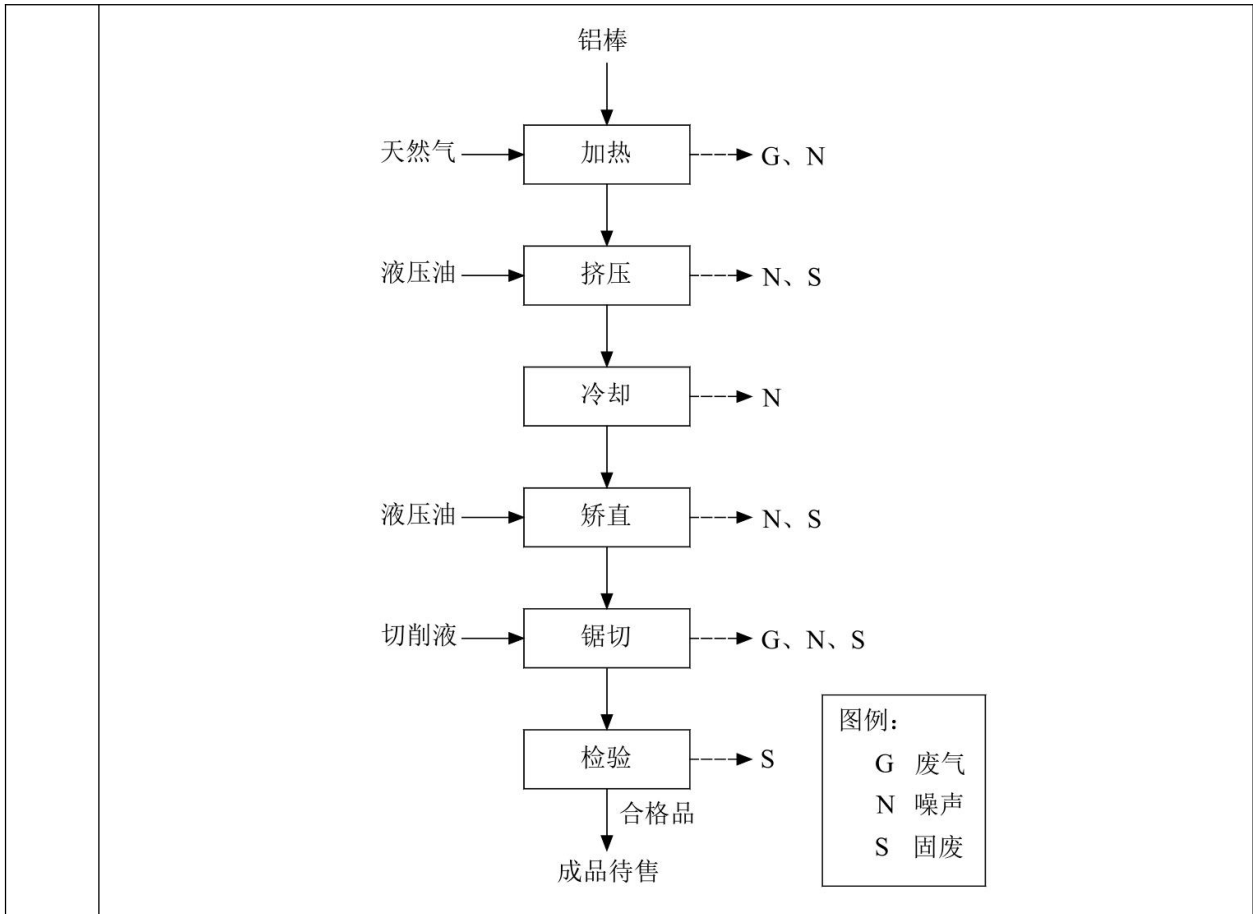 铝棒
天然气
加热
G、N
液压油
挤压
N、S
冷却
N
液压油
矫直
N、S
切削液
锯切
G、N、S
检验
S
合格品
成品待售
图例：
G 废气
N 噪声
S 固废